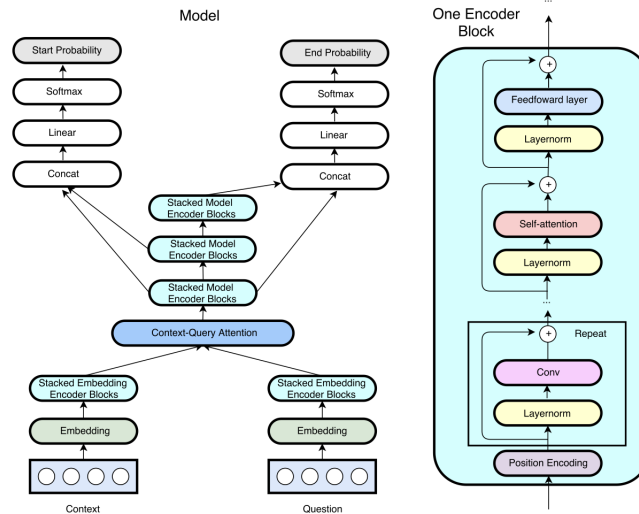 Model
Start Probability
Softmax
Linear
Concat
End Probability
Softmax
Linear
Concat
Stacked Model
Encoder Blocks
Stacked Model
Encoder Blocks
Stacked Model
Encoder Blocks
Context-Query Attention
Stacked Embedding
Encoder Blocks
Embedding
Context
Stacked Embedding
Encoder Blocks
Embedding
Question
One Encoder
Block
...
+
Feedfoward layer
Layernorm
+
Self-attention
Layernorm
...
+
Repeat
Conv
Layernorm
Position Encoding